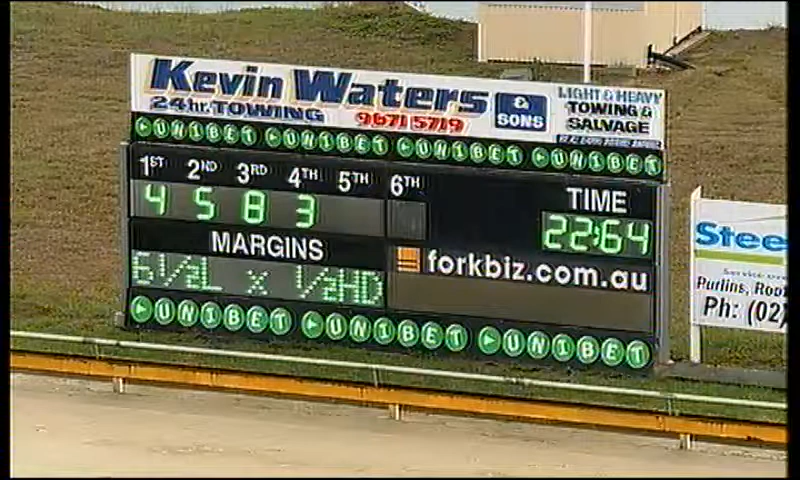 Kevin Waters & SONS
24hr. TOWING 9671 5719
LIGHT & HEAVY
TOWING &
SALVAGE
UNIBET UNIBET UNIBET UNIBET
1ST 2ND 3RD 4TH 5TH 6TH TIME
4 5 8 3 22:64
MARGINS
6½L x ½HD
forkbiz.com.au
UNIBET UNIBET UNIBET
Stee
Service
Purlins, Roo
Ph: (02)